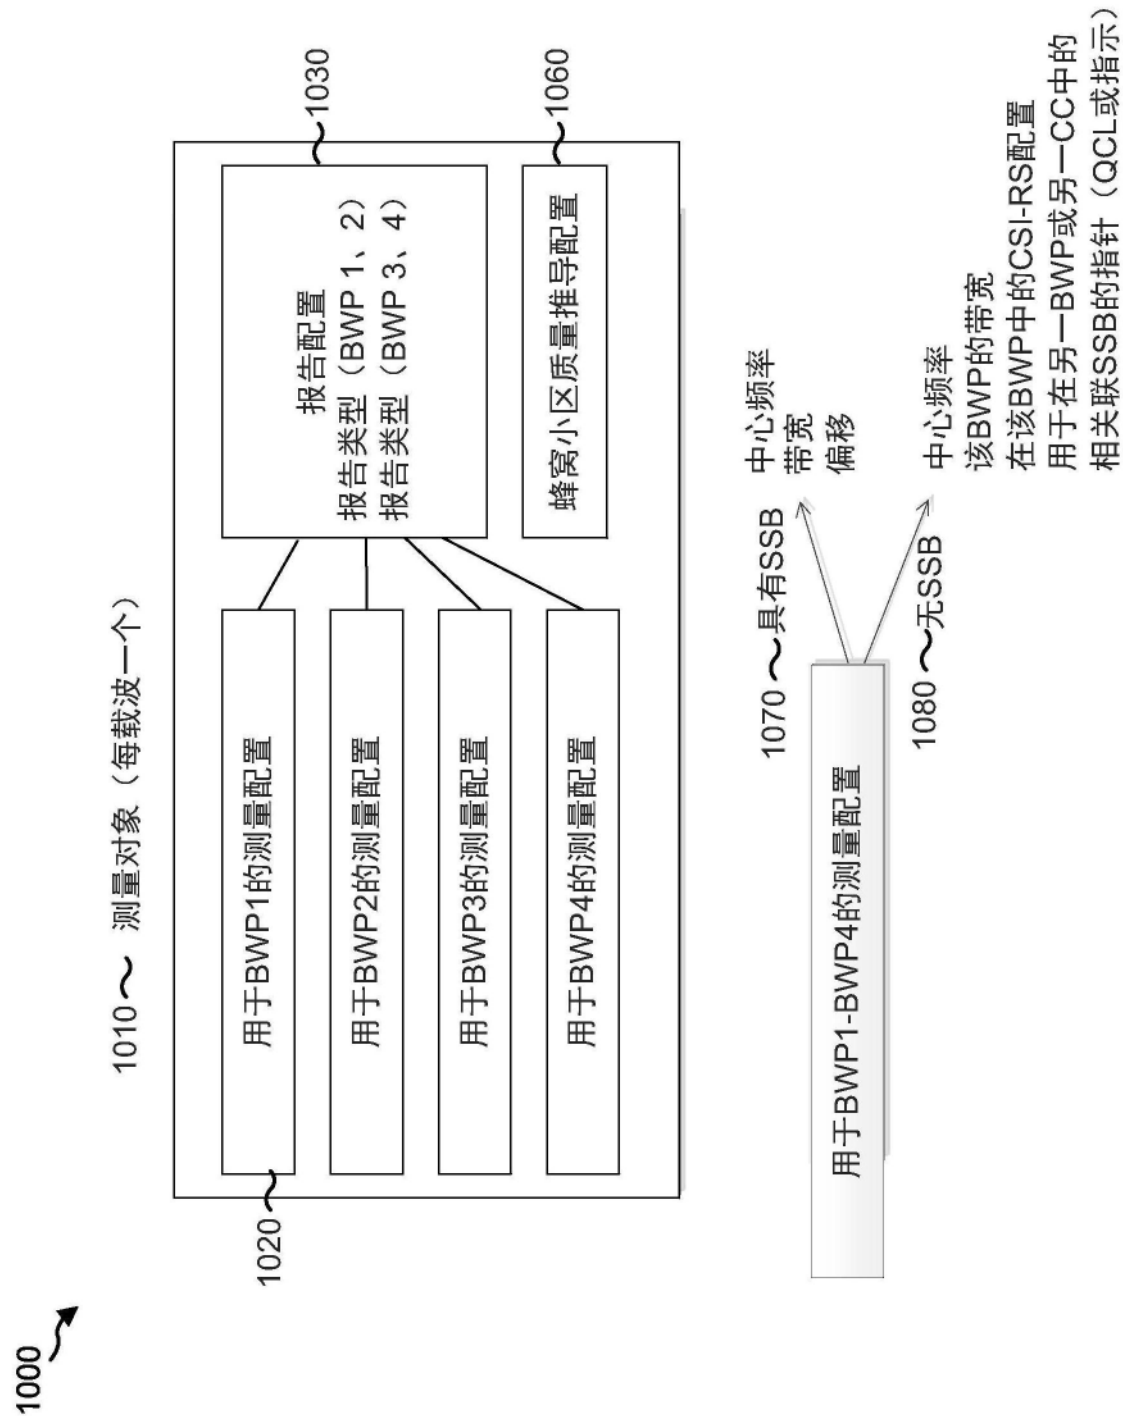 1000
1010 测量对象（每载波一个）
1020
用于BWP1的测量配置
用于BWP2的测量配置
用于BWP3的测量配置
用于BWP4的测量配置
1030
报告配置
报告类型（BWP 1、2）
报告类型（BWP 3、4）
1060
蜂窝小区质量推导配置
用于BWP1-BWP4的测量配置
1070 具有SSB
中心频率
带宽
偏移
1080 无SSB
中心频率
该BWP的带宽
在该BWP中的CSI-RS配置
用于在另一BWP或另一CC中的
相关联SSB的指针（QCL或指示）